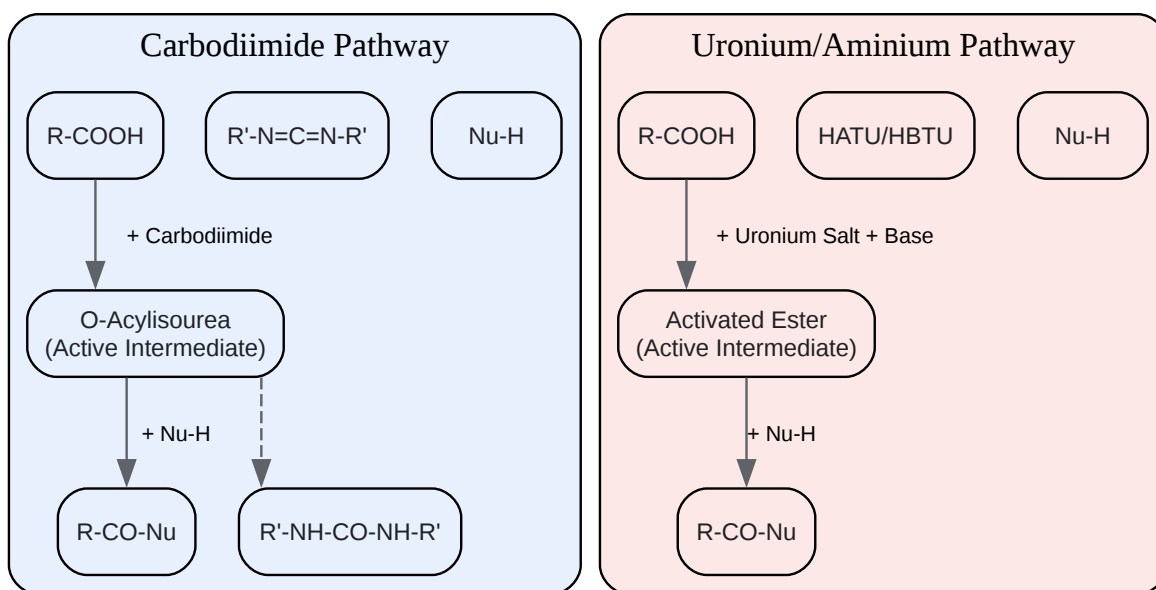 Carbodiimide Pathway
R-COOH
R'-N=C=N-R'
Nu-H
+ Carbodiimide
O-Acylisourea
(Active Intermediate)
+ Nu-H
R-CO-Nu
R'-NH-CO-NH-R'
Uronium/Aminium Pathway
R-COOH
HATU/HBTU
Nu-H
+ Uronium Salt + Base
Activated Ester
(Active Intermediate)
+ Nu-H
R-CO-Nu